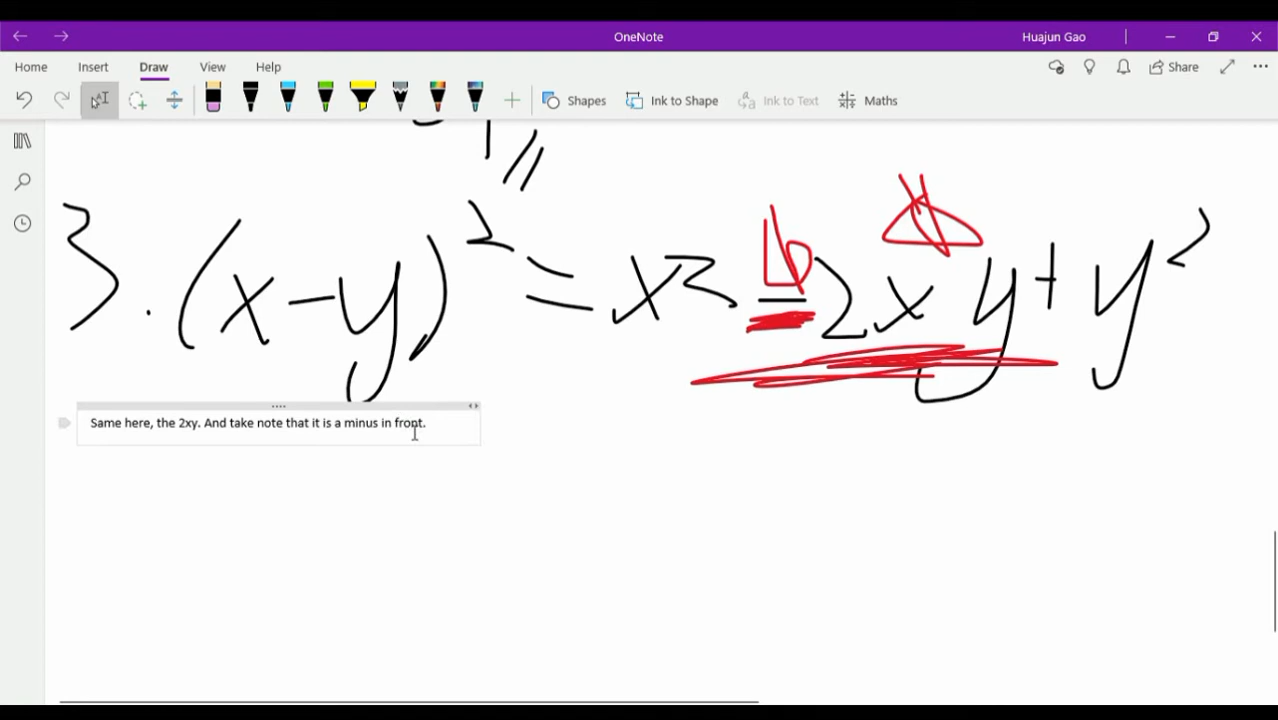 OneNote
Huajun Gao
Home Insert Draw View Help
Share
Shapes Ink to Shape Ink to Text Maths
3. (x-y)² = x² - 2xy + y²
Same here, the 2xy. And take note that it is a minus in front.